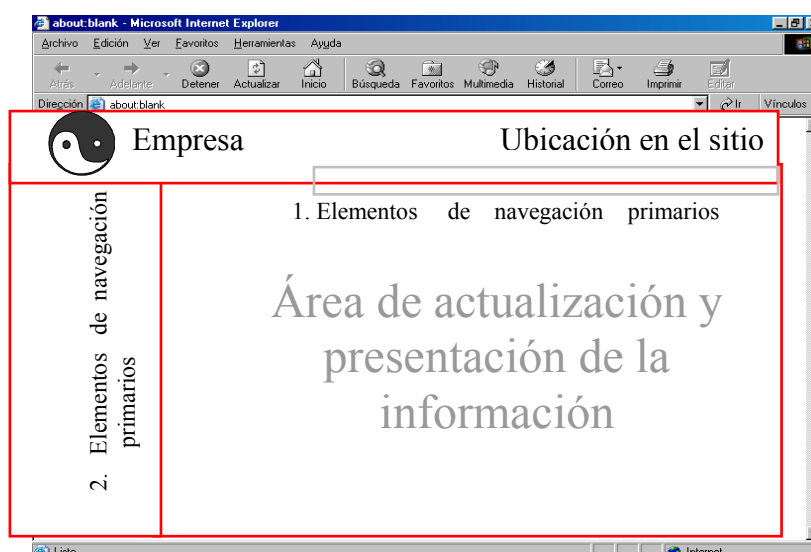 about:blank - Microsoft Internet Explorer
Archivo Edición Ver Favoritos Herramientas Ayuda
Atrás Adelante Detener Actualizar Inicio Búsqueda Favoritos Multimedia Historial Correo Imprimir Editar
Dirección about:blank Ir Vínculos
Empresa Ubicación en el sitio
1. Elementos de navegación primarios
2. Elementos de navegación
primarios
Área de actualización y
presentación de la
información
Listo Internet